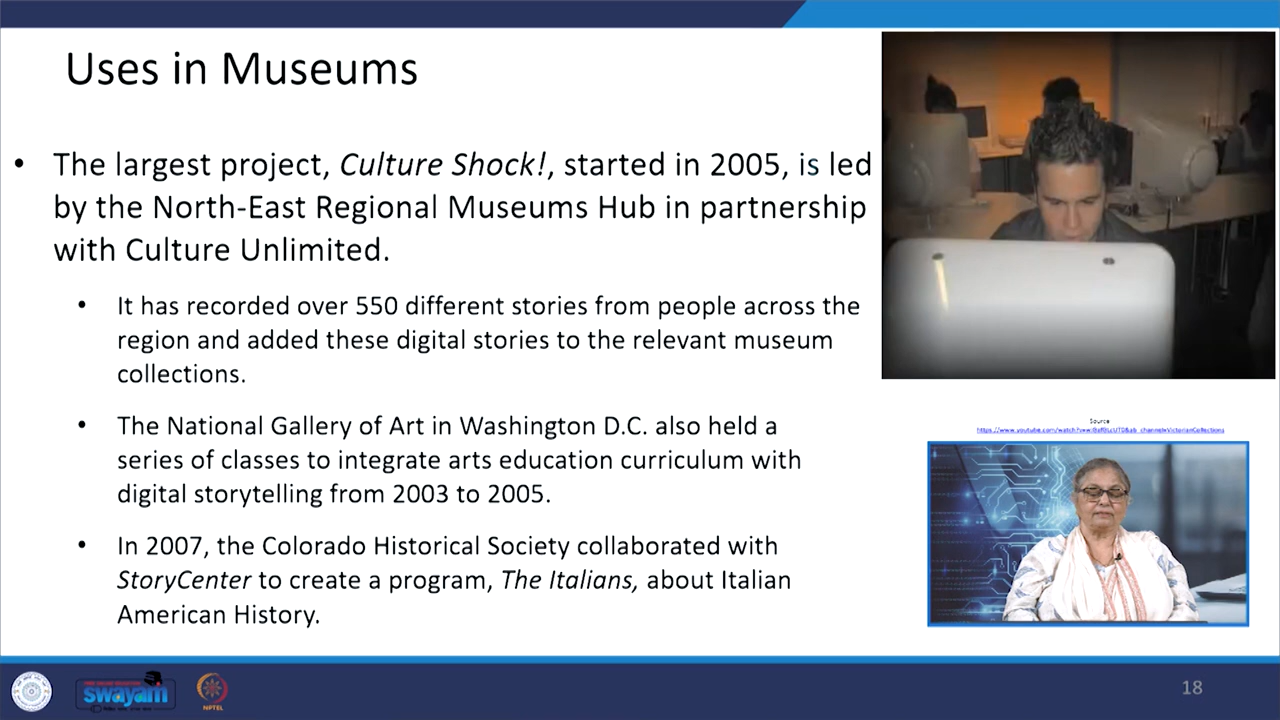 Uses in Museums
• The largest project, Culture Shock!, started in 2005, is led
by the North-East Regional Museums Hub in partnership
with Culture Unlimited.
• It has recorded over 550 different stories from people across the
region and added these digital stories to the relevant museum
collections.
• The National Gallery of Art in Washington D.C. also held a
series of classes to integrate arts education curriculum with
digital storytelling from 2003 to 2005.
• In 2007, the Colorado Historical Society collaborated with
StoryCenter to create a program, The Italians, about Italian
American History.
Source
swayam
NPTEL
18